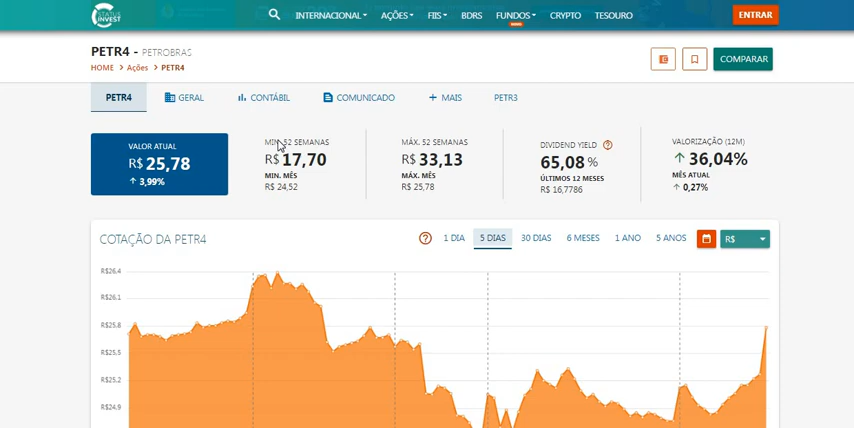 STATUS
INVEST
INTERNACIONAL
AÇÕES
FIIS
BDRS
FUNDOS
CRYPTO
TESOURO
ENTRAR
PETR4 - PETROBRAS
HOME > Ações > PETR4
COMPARAR
PETR4
GERAL
CONTÁBIL
COMUNICADO
+ MAIS
PETR3
VALOR ATUAL
R$ 25,78
↑ 3,99%
MIN. 52 SEMANAS
R$ 17,70
MIN. MÊS
R$ 24,52
MÁX. 52 SEMANAS
R$ 33,13
MÁX. MÊS
R$ 25,78
DIVIDEND YIELD ?
65,08 %
ÚLTIMOS 12 MESES
R$ 16,7786
VALORIZAÇÃO (12M)
↑ 36,04%
MÊS ATUAL
↑ 0,27%
COTAÇÃO DA PETR4
?
1 DIA
5 DIAS
30 DIAS
6 MESES
1 ANO
5 ANOS
R$
R$26.4
R$26.1
R$25.8
R$25.5
R$25.2
R$24.9